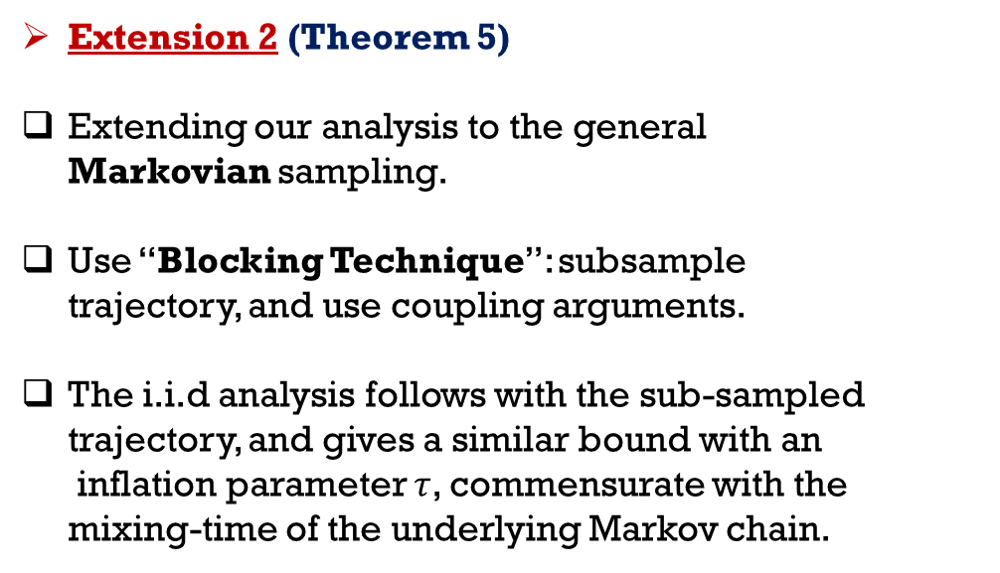 ➢ Extension 2 (Theorem 5)
❑ Extending our analysis to the general
Markovian sampling.
❑ Use “Blocking Technique”: subsample
trajectory, and use coupling arguments.
❑ The i.i.d analysis follows with the sub-sampled
trajectory, and gives a similar bound with an
inflation parameter 𝜏, commensurate with the
mixing-time of the underlying Markov chain.